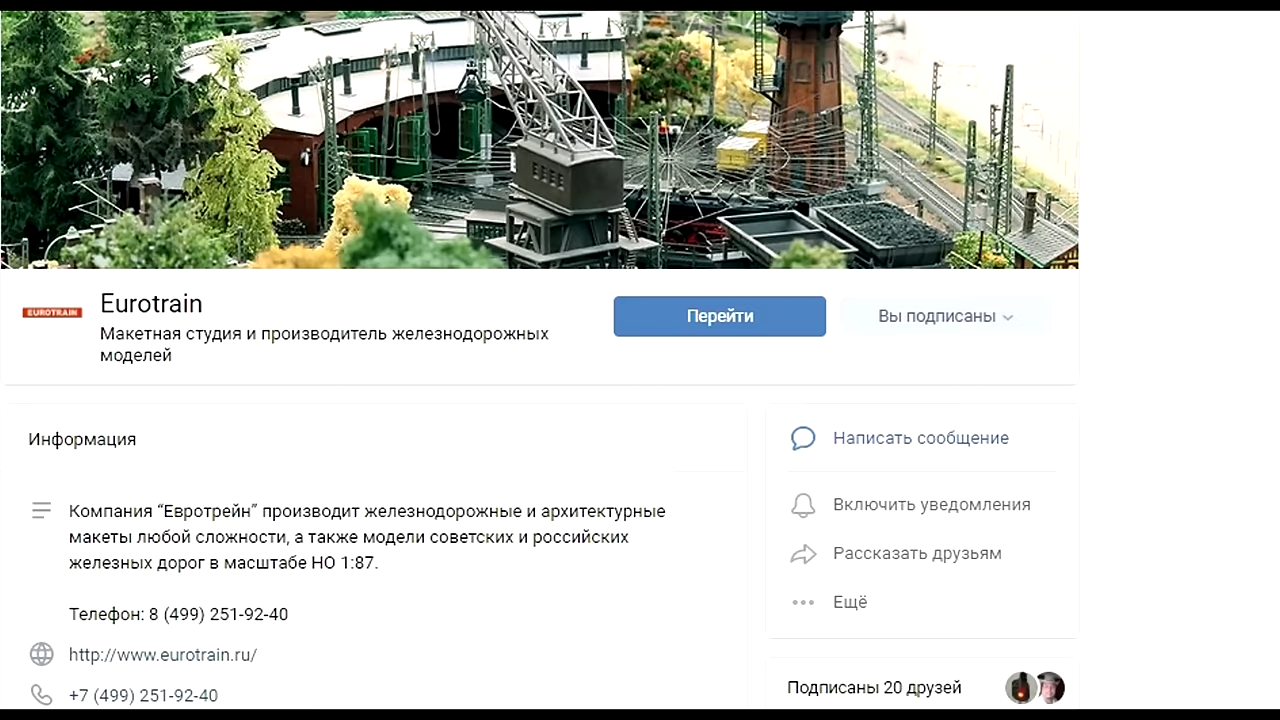 EUROTRAIN
Eurotrain
Макетная студия и производитель железнодорожных
моделей
Перейти
Вы подписаны
Информация
Компания “Евротрейн” производит железнодорожные и архитектурные
макеты любой сложности, а также модели советских и российских
железных дорог в масштабе НО 1:87.
Телефон: 8 (499) 251-92-40
http://www.eurotrain.ru/
+7 (499) 251-92-40
Написать сообщение
Включить уведомления
Рассказать друзьям
Ещё
Подписаны 20 друзей